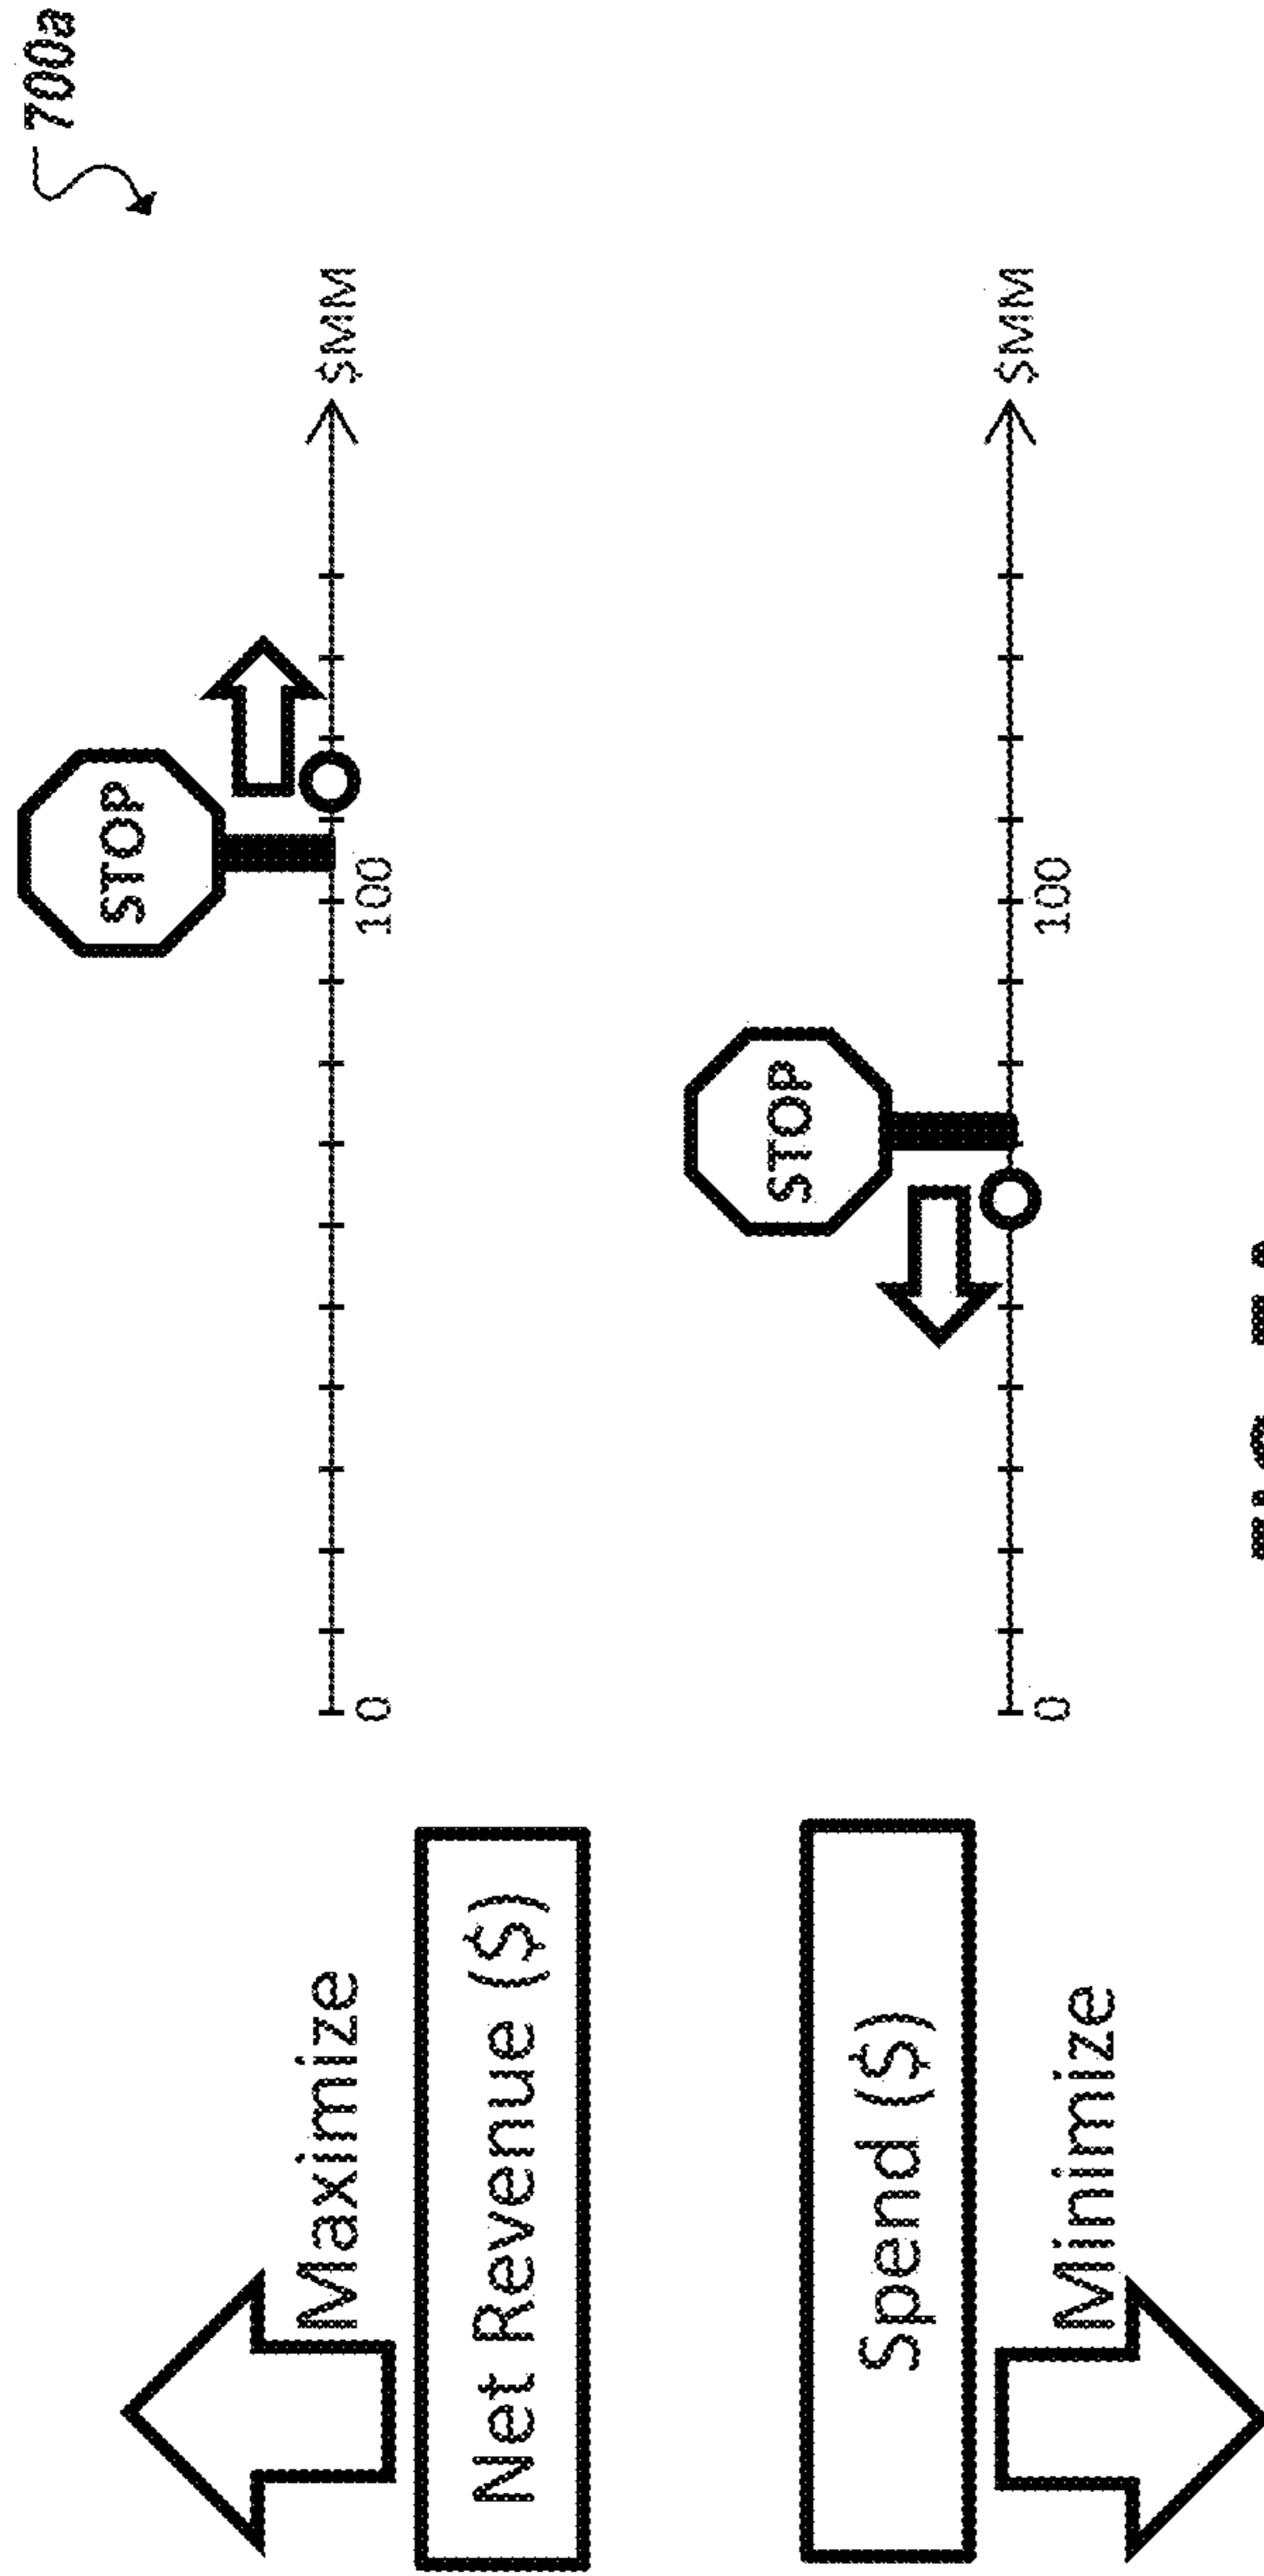 700a
Maximize
Net Revenue ($)
STOP
0
100
$MM
Spend ($)
Minimize
STOP
0
100
$MM